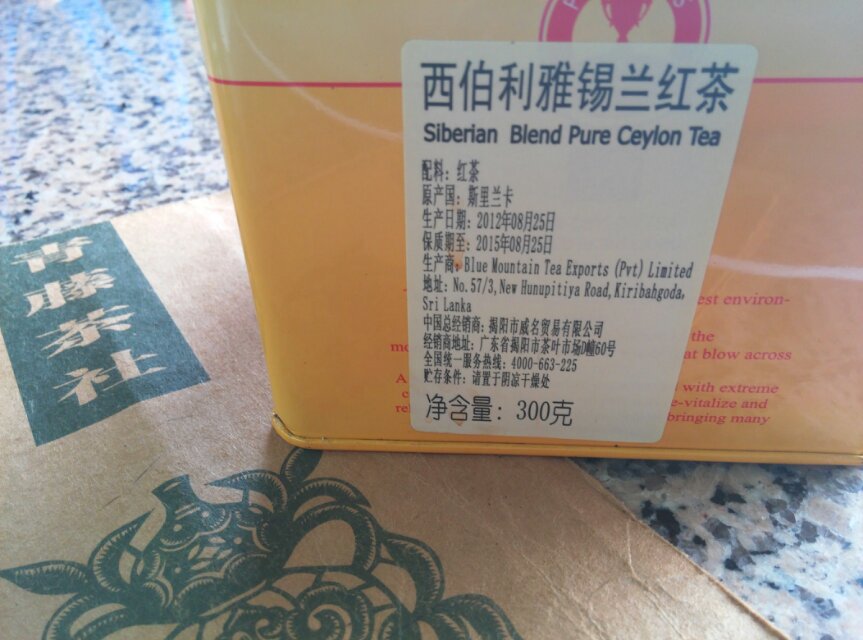 西伯利雅锡兰红茶
Siberian Blend Pure Ceylon Tea
配料：红茶
原产国：斯里兰卡
生产日期：2012年08月25日
保质期至：2015年08月25日
生产商：Blue Mountain Tea Exports (Pvt) Limited
地址：No.57/3,New Hunupitiya Road,Kiribahgoda,
Sri Lanka
中国总经销商：揭阳市威名贸易有限公司
经销商地址：广东省揭阳市茶叶市场D幢60号
全国统一服务热线：4000-663-225
贮存条件：请置于阴凉干燥处
净含量：300克
est environ-
the
at blow across
with extreme
e-vitalize and
bringing many
青藤茶社